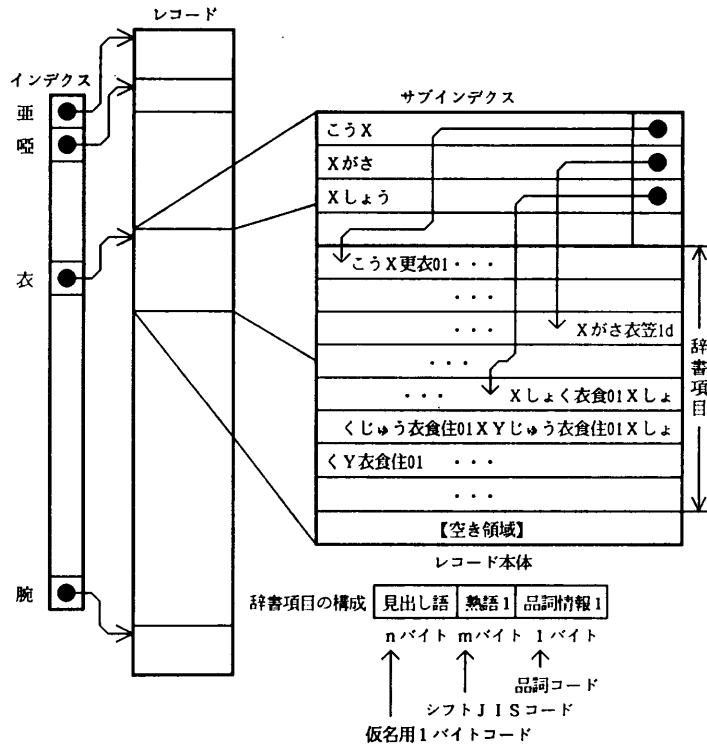 レコード
インデクス
亜
唖
衣
腕
サブインデクス
こうX
Xがさ
Xしょう
こうX更衣01・・・
・・・
・・・ Xがさ衣笠1d
・・・
・・・ Xしょく衣食01Xしょ
くじゅう衣食住01XYじゅう衣食住01Xしょ
くY衣食住01 ・・・
・・・
【空き領域】
辞書項目
レコード本体
辞書項目の構成 見出し語 熟語1 品詞情報1
nバイト mバイト 1バイト
品詞コード
シフトJISコード
仮名用1バイトコード